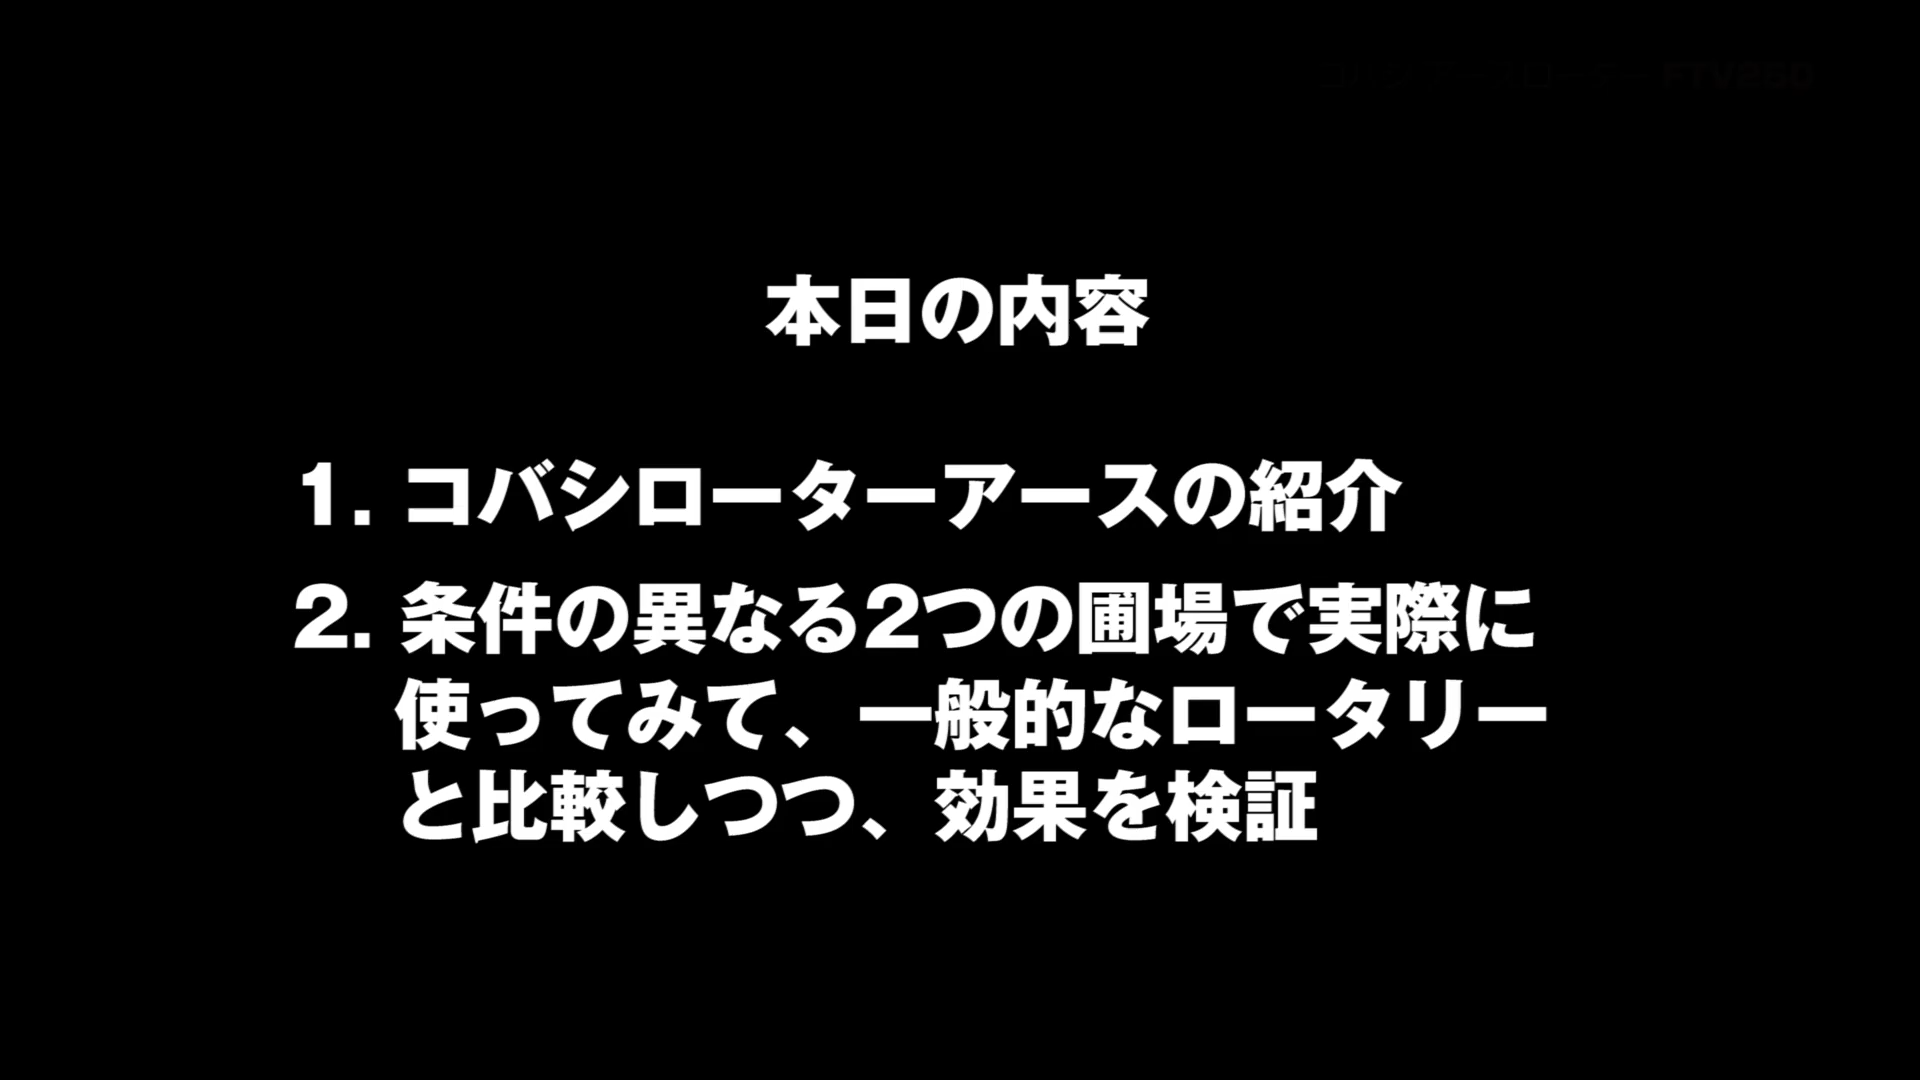 FTV250
本日の内容
1. コバシローターアースの紹介
2. 条件の異なる2つの圃場で実際に
使ってみて、一般的なロータリー
と比較しつつ、効果を検証